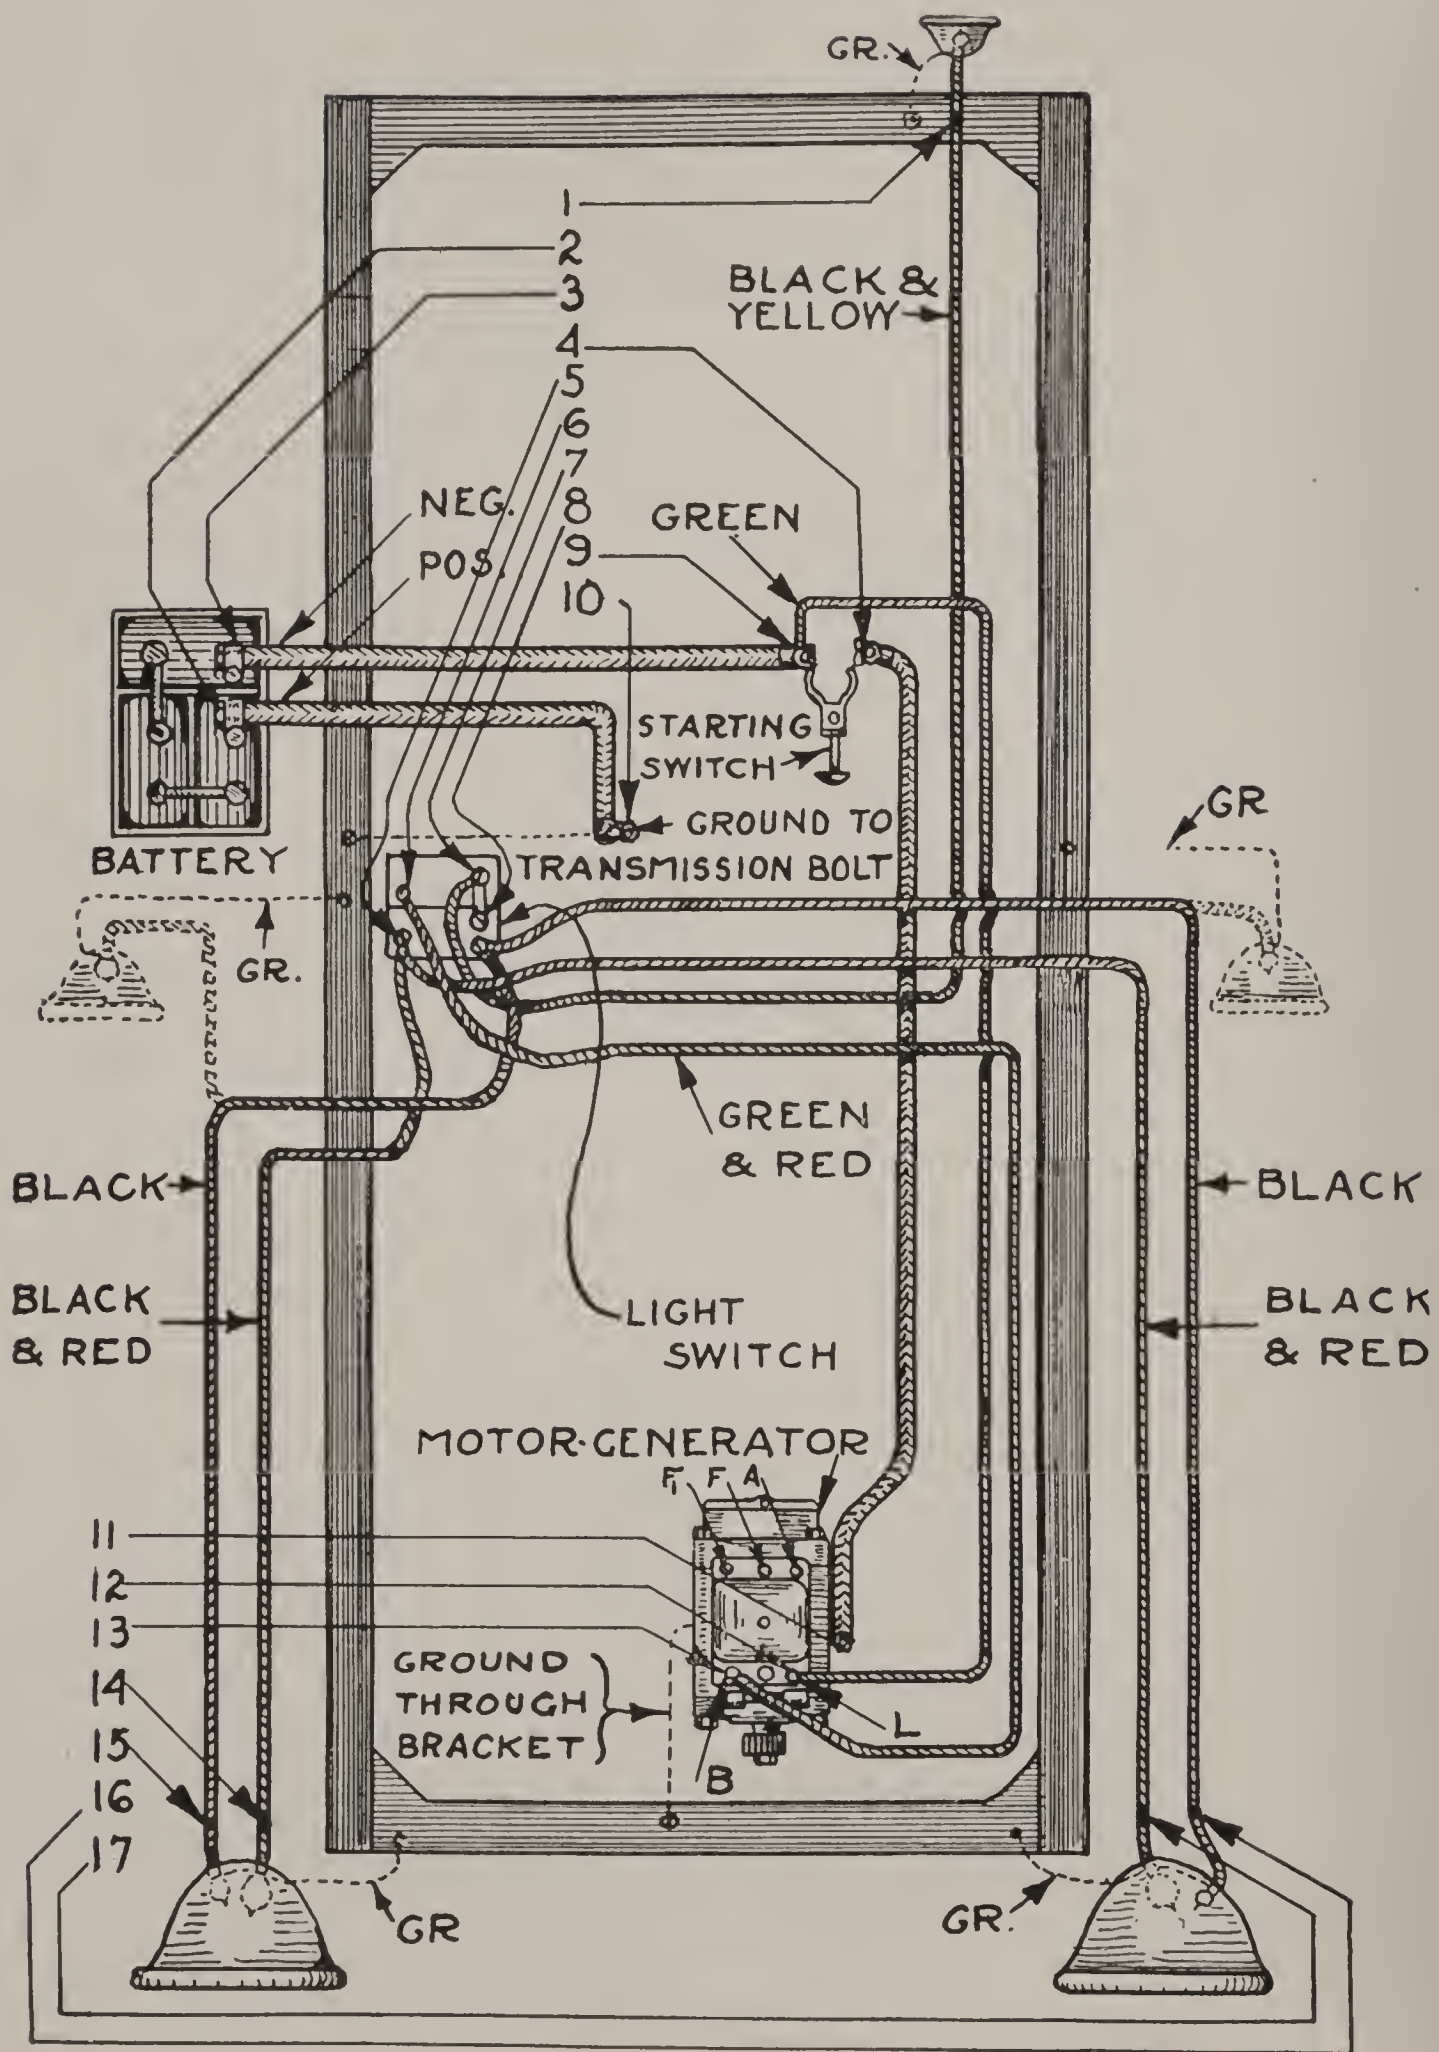 GR.
1
2
3
BLACK &
YELLOW
4
5
6
7
8
9
10
NEG.
POS.
GREEN
STARTING
SWITCH
GROUND TO
TRANSMISSION BOLT
BATTERY
GR
GR.
GREEN
& RED
BLACK
BLACK
BLACK
& RED
BLACK
& RED
LIGHT
SWITCH
MOTOR-GENERATOR
F1 F A
11
12
13
14
15
16
17
GROUND
THROUGH
BRACKET
L
B
GR
GR.